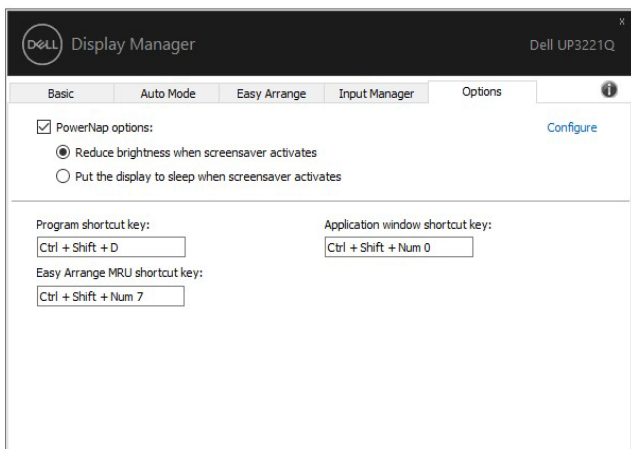 x
DELL Display Manager Dell UP3221Q
Basic Auto Mode Easy Arrange Input Manager Options i
PowerNap options: Configure
Reduce brightness when screensaver activates
Put the display to sleep when screensaver activates
Program shortcut key: Application window shortcut key:
Ctrl + Shift + D Ctrl + Shift + Num 0
Easy Arrange MRU shortcut key:
Ctrl + Shift + Num 7